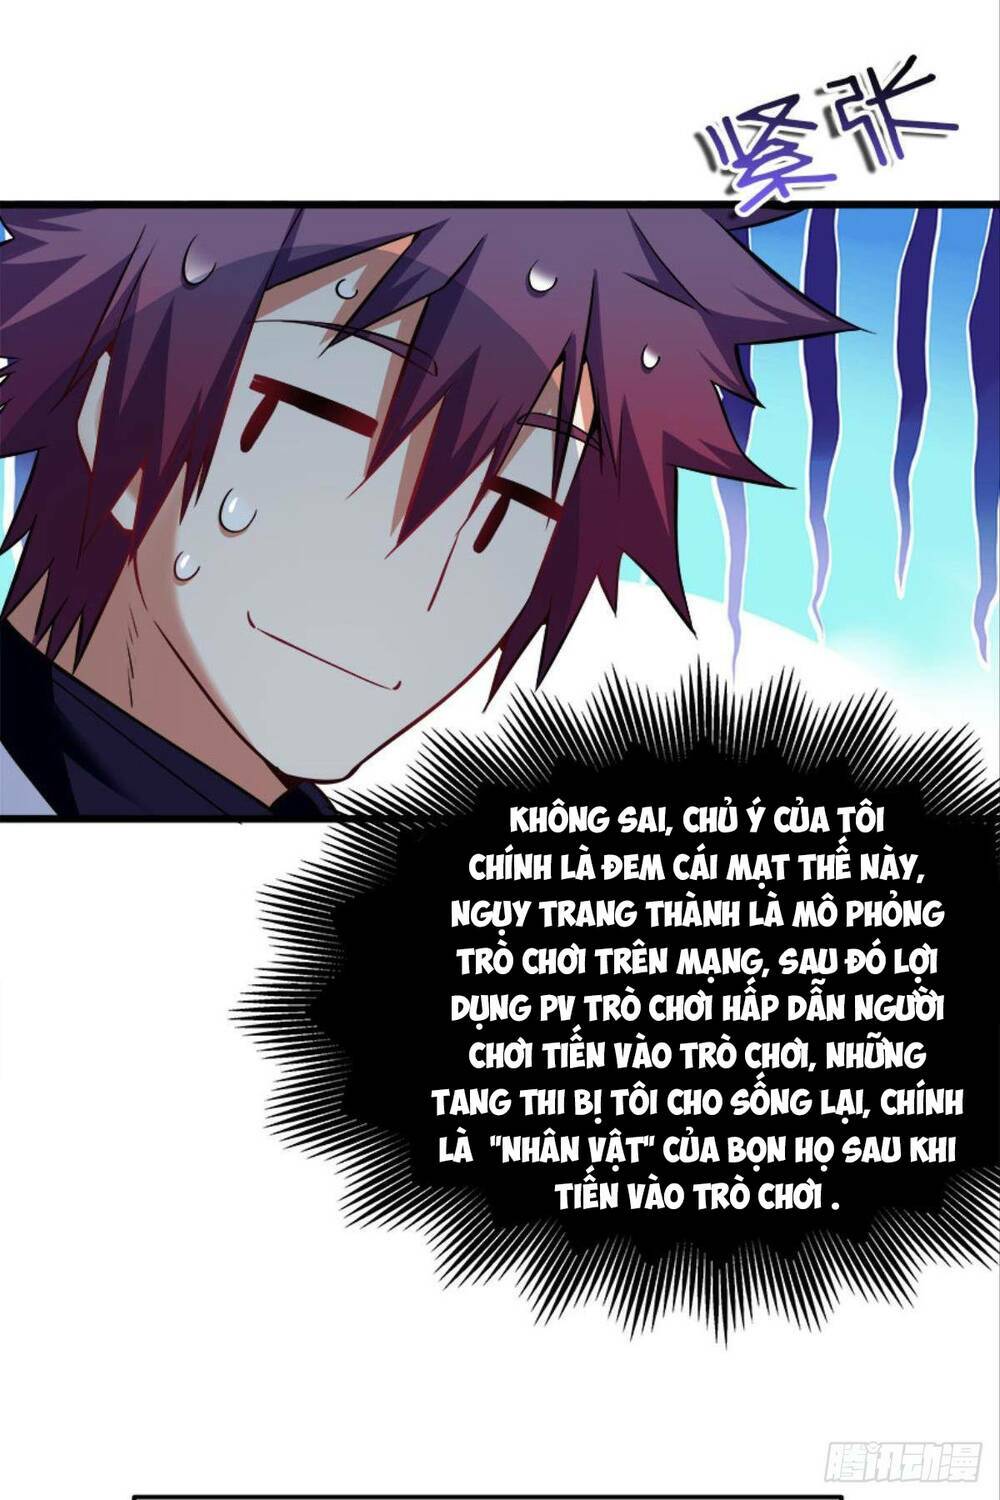 紧张
KHÔNG SAI, CHỦ Ý CỦA TÔI
CHÍNH LÀ ĐEM CÁI MẠT THẾ NÀY,
NGỤY TRANG THÀNH LÀ MÔ PHỎNG
TRÒ CHƠI TRÊN MẠNG, SAU ĐÓ LỢI
DỤNG PV TRÒ CHƠI HẤP DẪN NGƯỜI
CHƠI TIẾN VÀO TRÒ CHƠI, NHỮNG
TANG THI BỊ TÔI CHO SỐNG LẠI, CHÍNH
LÀ "NHÂN VẬT" CỦA BỌN HỌ SAU KHI
TIẾN VÀO TRÒ CHƠI .
腾讯动漫